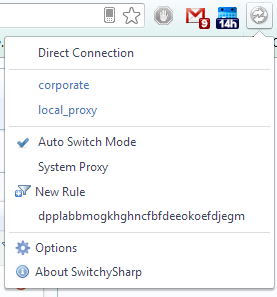 9
14h
Direct Connection
corporate
local_proxy
Auto Switch Mode
System Proxy
New Rule
dpplabbmogkhghncfbfdeeokoefdjegm
Options
About SwitchySharp